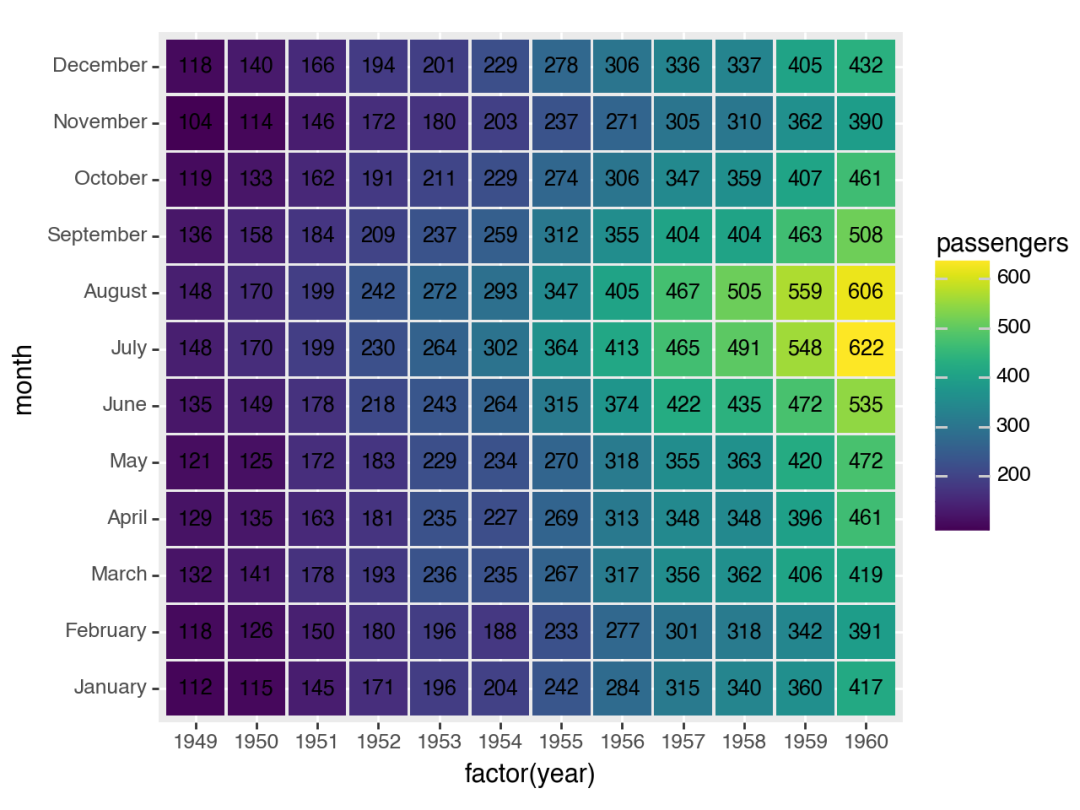 December 118 140 166 194 201 229 278 306 336 337 405 432
November 104 114 146 172 180 203 237 271 305 310 362 390
October 119 133 162 191 211 229 274 306 347 359 407 461
September 136 158 184 209 237 259 312 355 404 404 463 508
passengers
August 148 170 199 242 272 293 347 405 467 505 559 606
600
July 148 170 199 230 264 302 364 413 465 491 548 622
500
month
June 135 149 178 218 243 264 315 374 422 435 472 535
400
300
May 121 125 172 183 229 234 270 318 355 363 420 472
200
April 129 135 163 181 235 227 269 313 348 348 396 461
March 132 141 178 193 236 235 267 317 356 362 406 419
February 118 126 150 180 196 188 233 277 301 318 342 391
January 112 115 145 171 196 204 242 284 315 340 360 417
1949 1950 1951 1952 1953 1954 1955 1956 1957 1958 1959 1960
factor(year)